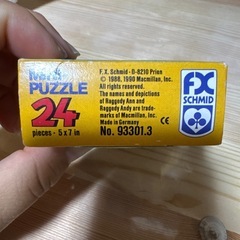 Mini
PUZZLE
24
pieces - 5 x 7 in
F.X. Schmid - D-8210 Prien
© 1988, 1990 Macmillan, Inc.
All rights reserved.
The names and depictions
of Raggedy Ann and
Raggedy Andy are trade-
marks of Macmillan, Inc.
Made in Germany CE
No. 93301.3
FX
SCHMID